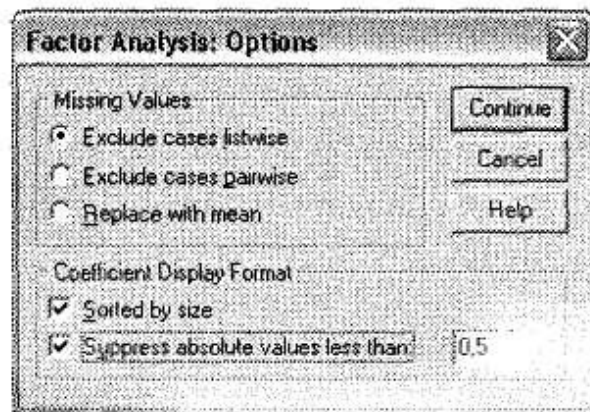 Factor Analysis: Options
Missing Values
Exclude cases listwise
Exclude cases pairwise
Replace with mean
Continue
Cancel
Help
Coefficient Display Format
Sorted by size
Suppress absolute values less than: 0,5